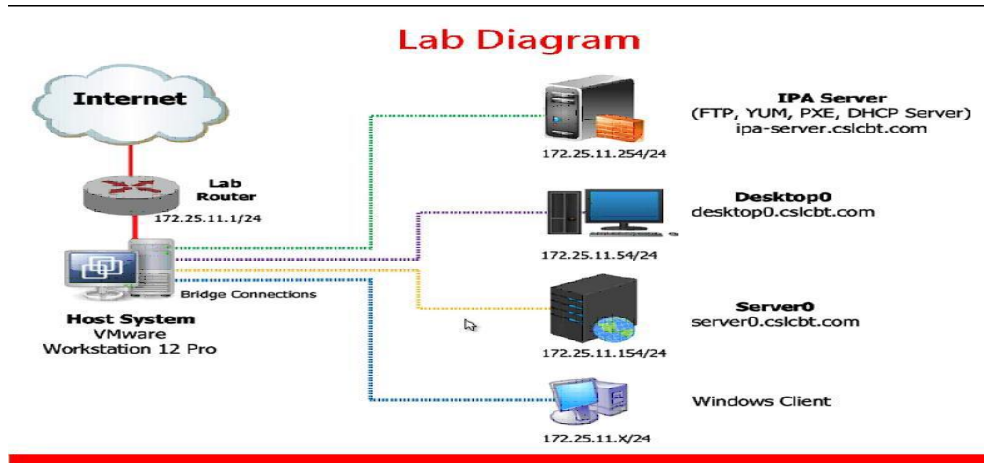 Lab Diagram
Internet
Lab
Router
172.25.11.1/24
Bridge Connections
Host System
VMware
Workstation 12 Pro
IPA Server
(FTP, YUM, PXE, DHCP Server)
ipa-server.cslcbt.com
172.25.11.254/24
Desktop0
desktop0.cslcbt.com
172.25.11.54/24
Server0
server0.cslcbt.com
172.25.11.154/24
Windows Client
172.25.11.X/24